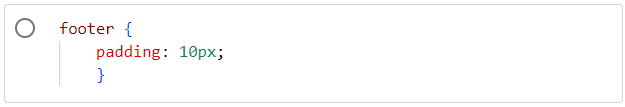 footer {
    padding: 10px;
    }